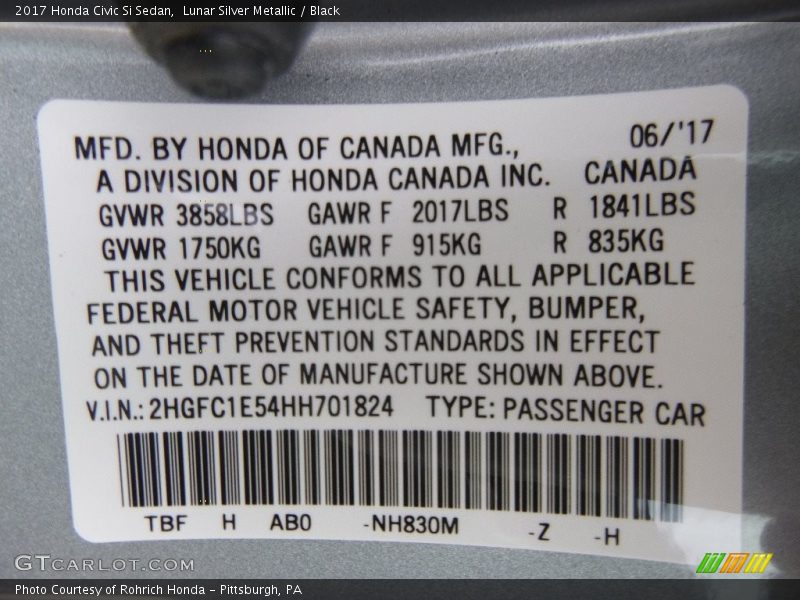 2017 Honda Civic Si Sedan, Lunar Silver Metallic / Black
MFD. BY HONDA OF CANADA MFG., 06/'17
A DIVISION OF HONDA CANADA INC. CANADA
GVWR 3858LBS GAWR F 2017LBS R 1841LBS
GVWR 1750KG GAWR F 915KG R 835KG
THIS VEHICLE CONFORMS TO ALL APPLICABLE
FEDERAL MOTOR VEHICLE SAFETY, BUMPER,
AND THEFT PREVENTION STANDARDS IN EFFECT
ON THE DATE OF MANUFACTURE SHOWN ABOVE.
V.I.N.: 2HGFC1E54HH701824 TYPE: PASSENGER CAR
TBF H AB0 -NH830M -Z -H
GTCARLOT.COM
Photo Courtesy of Rohrich Honda - Pittsburgh, PA